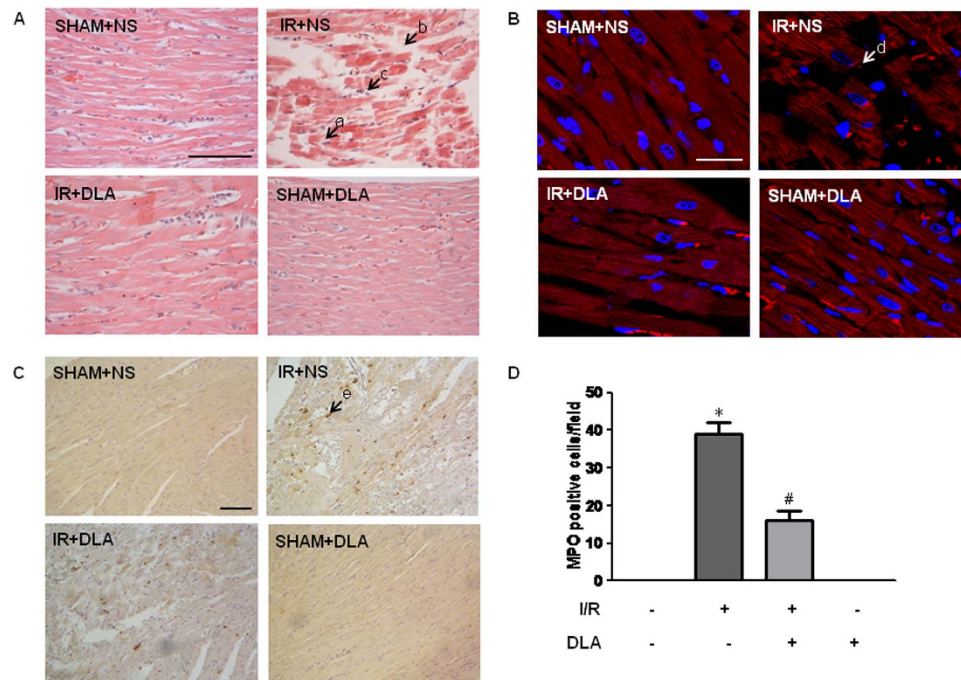 A
SHAM+NS
IR+NS
b
c
a
IR+DLA
SHAM+DLA
B
SHAM+NS
IR+NS
d
IR+DLA
SHAM+DLA
C
SHAM+NS
IR+NS
e
IR+DLA
SHAM+DLA
D
MPO positive cells/field
50
40
30
20
10
0
*
#
I/R - + + -
DLA - - + +